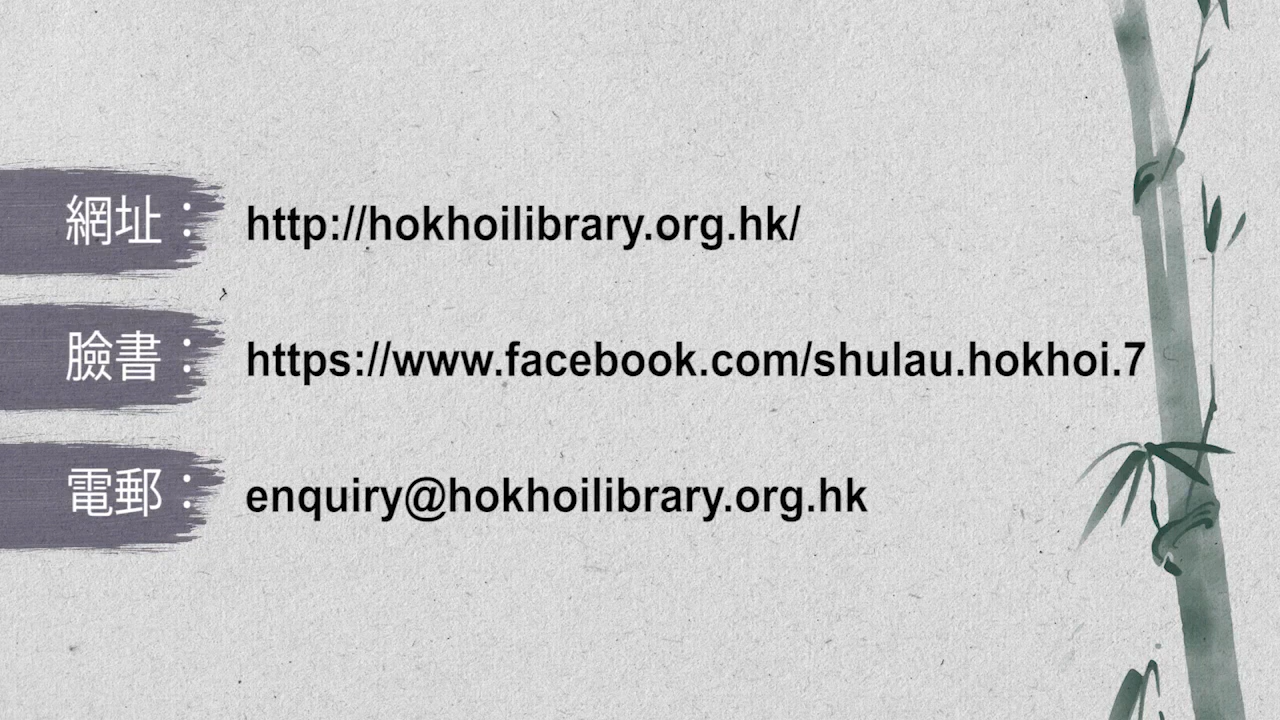 網址： http://hokhoilibrary.org.hk/
臉書： https://www.facebook.com/shulau.hokhoi.7
電郵： enquiry@hokhoilibrary.org.hk